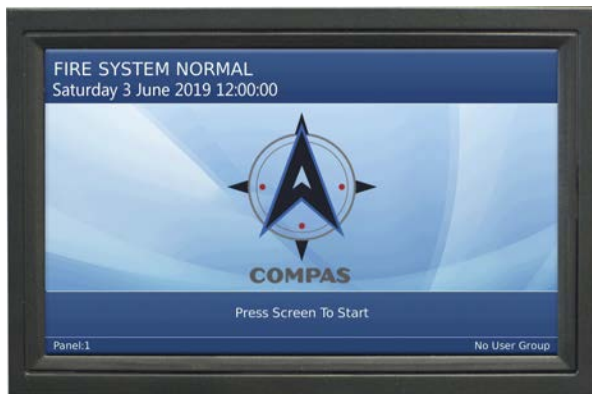 FIRE SYSTEM NORMAL
Saturday 3 June 2019 12:00:00
COMPAS
Press Screen To Start
Panel:1
No User Group